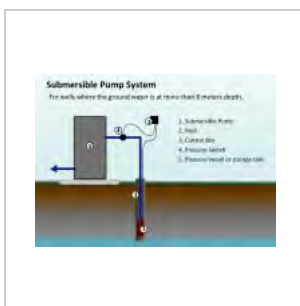 Submersible Pump System
For wells where the ground water is at more than 8 meters depth.
1. Submersible Pump
2. Well
3. Control Box
4. Pressure Switch
5. Pressure Vessel or storage tank